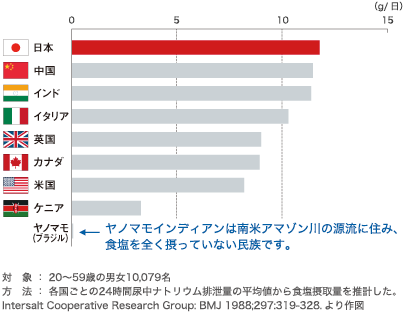 (g/日)
0 5 10 15
日本
中国
インド
イタリア
英国
カナダ
米国
ケニア
ヤノマモ
(ブラジル)
ヤノマモインディアンは南米アマゾン川の源流に住み、
食塩を全く摂っていない民族です。
対 象 : 20〜59歳の男女10,079名
方 法 : 各国ごとの24時間尿中ナトリウム排泄量の平均値から食塩摂取量を推計した。
Intersalt Cooperative Research Group: BMJ 1988;297:319-328. より作図